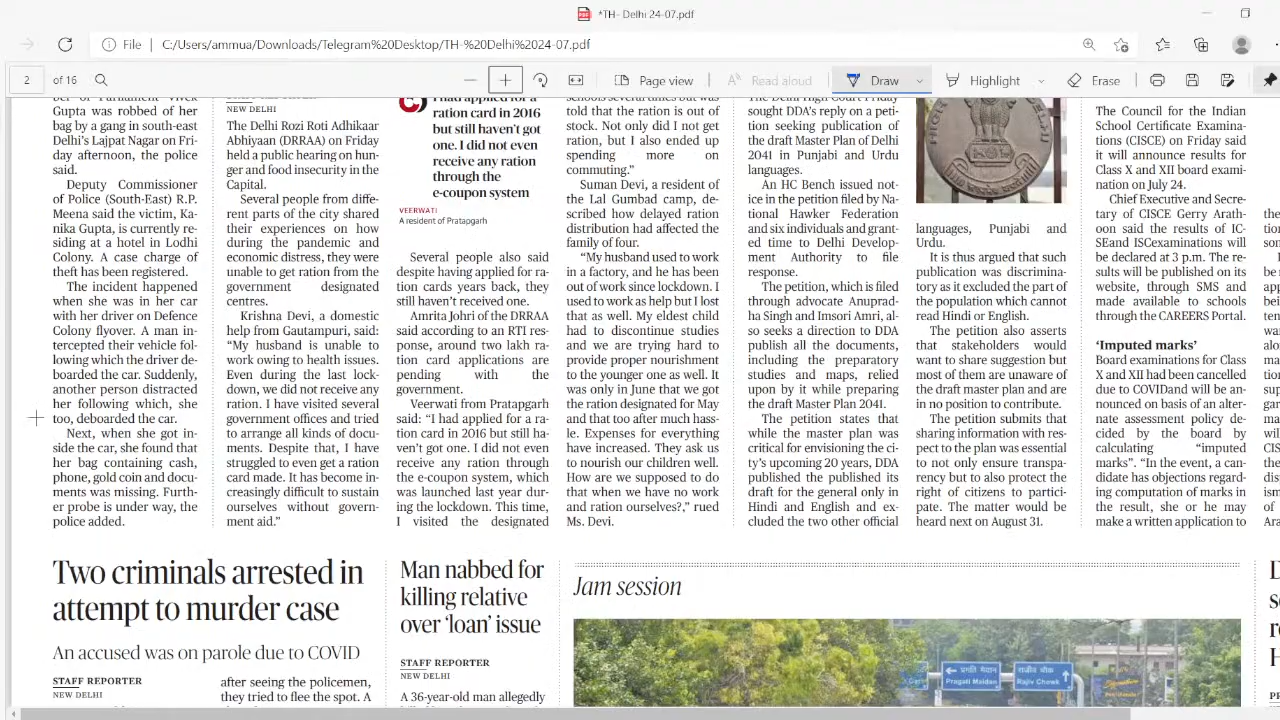 *TH- Delhi 24-07.pdf
File
C:/Users/ammua/Downloads/Telegram%20Desktop/TH-%20Delhi%2024-07.pdf
2
of 16
Page view
Read aloud
Draw
Highlight
Erase
ber of Parliament Vivek
Gupta was robbed of her
bag by a gang in south-east
Delhi's Lajpat Nagar on Fri-
day afternoon, the police
said.
Deputy Commissioner
of Police (South-East) R.P.
Meena said the victim, Ka-
nika Gupta, is currently re-
siding at a hotel in Lodhi
Colony. A case charge of
theft has been registered.
The incident happened
when she was in her car
with her driver on Defence
Colony flyover. A man in-
tercepted their vehicle fol-
lowing which the driver de-
boarded the car. Suddenly,
another person distracted
her following which, she
too, deboarded the car.
Next, when she got in-
side the car, she found that
her bag containing cash,
phone, gold coin and docu-
ments was missing. Furth-
er probe is under way, the
police added.
NEW DELHI
The Delhi Rozi Roti Adhikaar
Abhiyaan (DRRAA) on Friday
held a public hearing on hun-
ger and food insecurity in the
Capital.
Several people from diffe-
rent parts of the city shared
their experiences on how
during the pandemic and
economic distress, they were
unable to get ration from the
government designated
centres.
Krishna Devi, a domestic
help from Gautampuri, said:
"My husband is unable to
work owing to health issues.
Even during the last lock-
down, we did not receive any
ration. I have visited several
government offices and tried
to arrange all kinds of docu-
ments. Despite that, I have
struggled to even get a ration
card made. It has become in-
creasingly difficult to sustain
ourselves without govern-
ment aid."
I had applied for a
ration card in 2016
but still haven't got
one. I did not even
receive any ration
through the
e-coupon system
VEERWATI
A resident of Pratapgarh
Several people also said
despite having applied for ra-
tion cards years back, they
still haven't received one.
Amrita Johri of the DRRAA
said according to an RTI res-
ponse, around two lakh ra-
tion card applications are
pending with the
government.
Veerwati from Pratapgarh
said: "I had applied for a ra-
tion card in 2016 but still ha-
ven't got one. I did not even
receive any ration through
the e-coupon system, which
was launched last year dur-
ing the lockdown. This time,
I visited the designated
schools several times but was
told that the ration is out of
stock. Not only did I not get
ration, but I also ended up
spending more on
commuting."
Suman Devi, a resident of
the Lal Gumbad camp, de-
scribed how delayed ration
distribution had affected the
family of four.
"My husband used to work
in a factory, and he has been
out of work since lockdown. I
used to work as help but I lost
that as well. My eldest child
had to discontinue studies
and we are trying hard to
provide proper nourishment
to the younger one as well. It
was only in June that we got
the ration designated for May
and that too after much hass-
le. Expenses for everything
have increased. They ask us
to nourish our children well.
How are we supposed to do
that when we have no work
and ration ourselves?," rued
Ms. Devi.
The Delhi High Court Friday
sought DDA's reply on a peti-
tion seeking publication of
the draft Master Plan of Delhi
2041 in Punjabi and Urdu
languages.
An HC Bench issued not-
ice in the petition filed by Na-
tional Hawker Federation
and six individuals and grant-
ed time to Delhi Develop-
ment Authority to file
response.
The petition, which is filed
through advocate Anuprad-
ha Singh and Imsori Amri, al-
so seeks a direction to DDA
publish all the documents,
including the preparatory
studies and maps, relied
upon by it while preparing
the draft Master Plan 2041.
The petition states that
while the master plan was
critical for envisioning the ci-
ty's upcoming 20 years, DDA
published the published its
draft for the general only in
Hindi and English and ex-
cluded the two other official
languages, Punjabi and
Urdu.
It is thus argued that such
publication was discrimina-
tory as it excluded the part of
the population which cannot
read Hindi or English.
The petition also asserts
that stakeholders would
want to share suggestion but
most of them are unaware of
the draft master plan and are
in no position to contribute.
The petition submits that
sharing information with res-
pect to the plan was essential
to not only ensure transpa-
rency but to also protect the
right of citizens to partici-
pate. The matter would be
heard next on August 31.
The Council for the Indian
School Certificate Examina-
tions (CISCE) on Friday said
it will announce results for
Class X and XII board exami-
nation on July 24.
Chief Executive and Secre-
tary of CISCE Gerry Arath-
oon said the results of IC-
SEand ISCexaminations will
be declared at 3 p.m. The re-
sults will be published on its
website, through SMS and
made available to schools
through the CAREERS Portal.
'Imputed marks'
Board examinations for Class
X and XII had been cancelled
due to COVIDand will be an-
nounced on basis of an alter-
nate assessment policy de-
cided by the board by
calculating "imputed
marks". "In the event, a can-
didate has objections regard-
ing computation of marks in
the result, she or he may
make a written application to
Two criminals arrested in
attempt to murder case
An accused was on parole due to COVID
STAFF REPORTER
NEW DELHI
after seeing the policemen,
they tried to flee the spot. A
Man nabbed for
killing relative
over 'loan' issue
STAFF REPORTER
NEW DELHI
A 36-year-old man allegedly
Jam session
प्रगति मैदान
Pragati Maidan
राजीव चौक
Rajiv Chowk